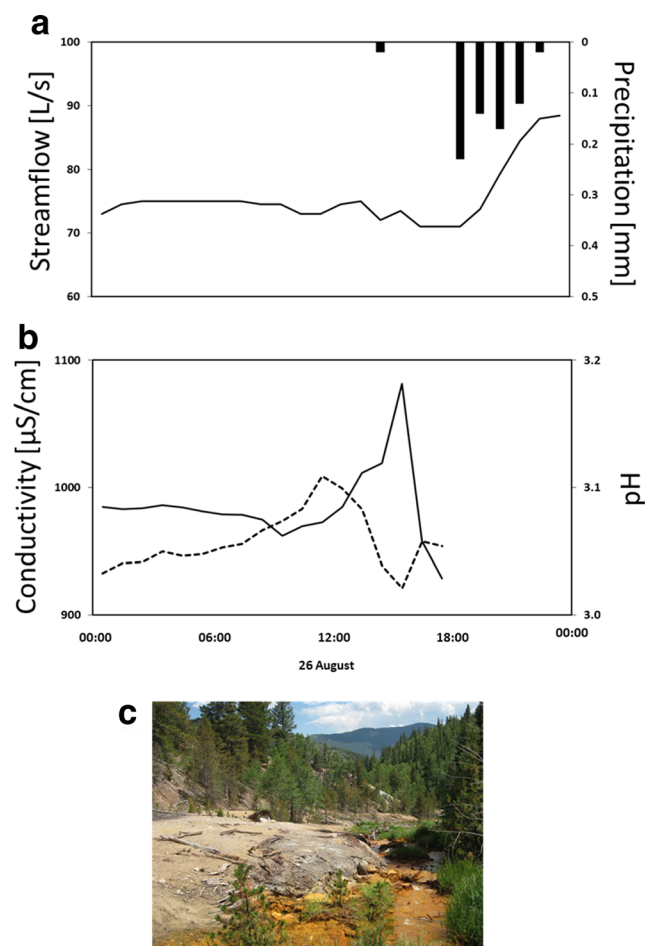 a
Streamflow [L/s]
100
90
80
70
60
0
0.1
0.2
0.3
0.4
0.5
Precipitation [mm]
b
Conductivity [µS/cm]
1100
1000
900
3.2
3.1
3.0
pH
00:00 06:00 12:00 18:00 00:00
26 August
c